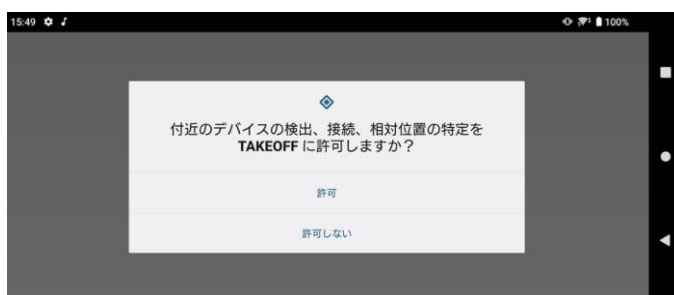 15:49
100%
付近のデバイスの検出、接続、相対位置の特定を
TAKEOFF に許可しますか？
許可
許可しない